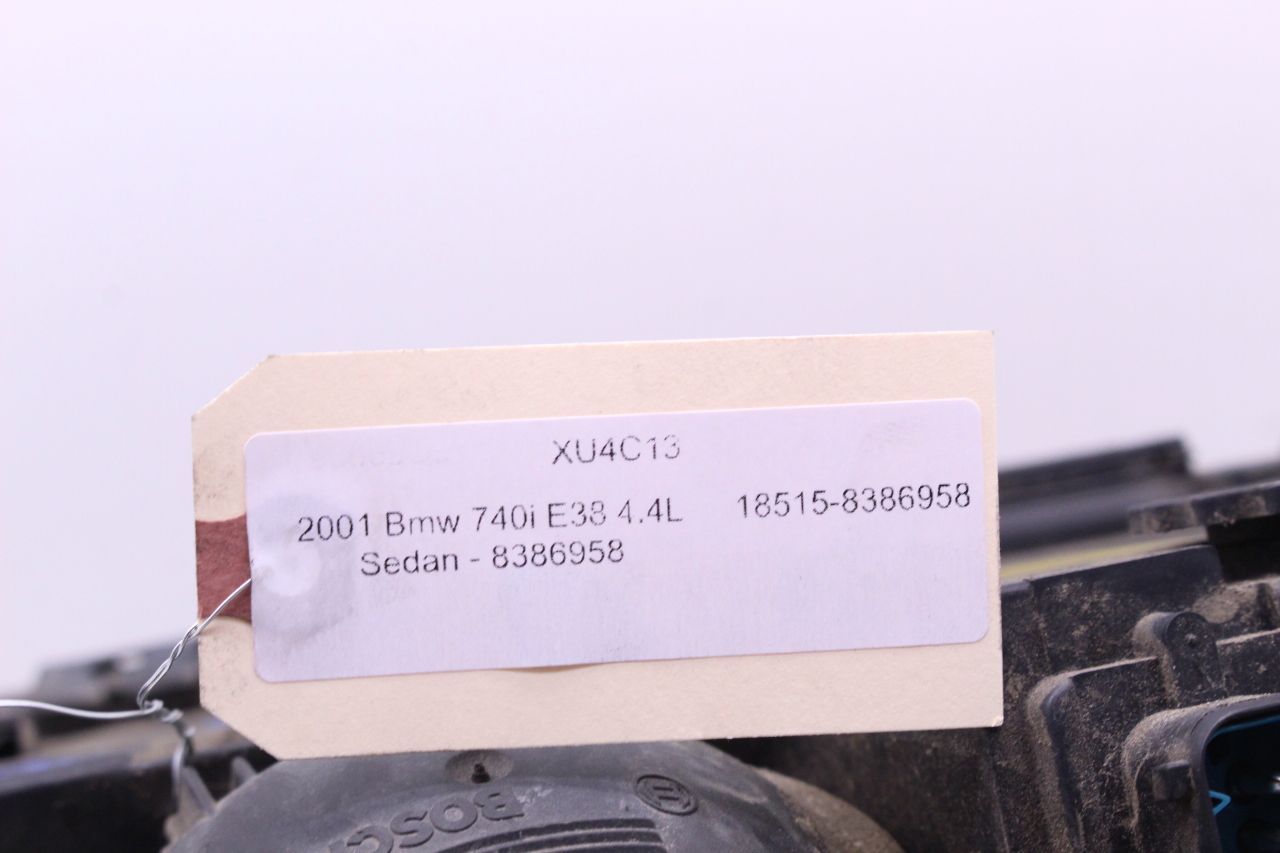 XU4C13
2001 Bmw 740i E38 4.4L 18515-8386958
Sedan - 8386958
BOSCH